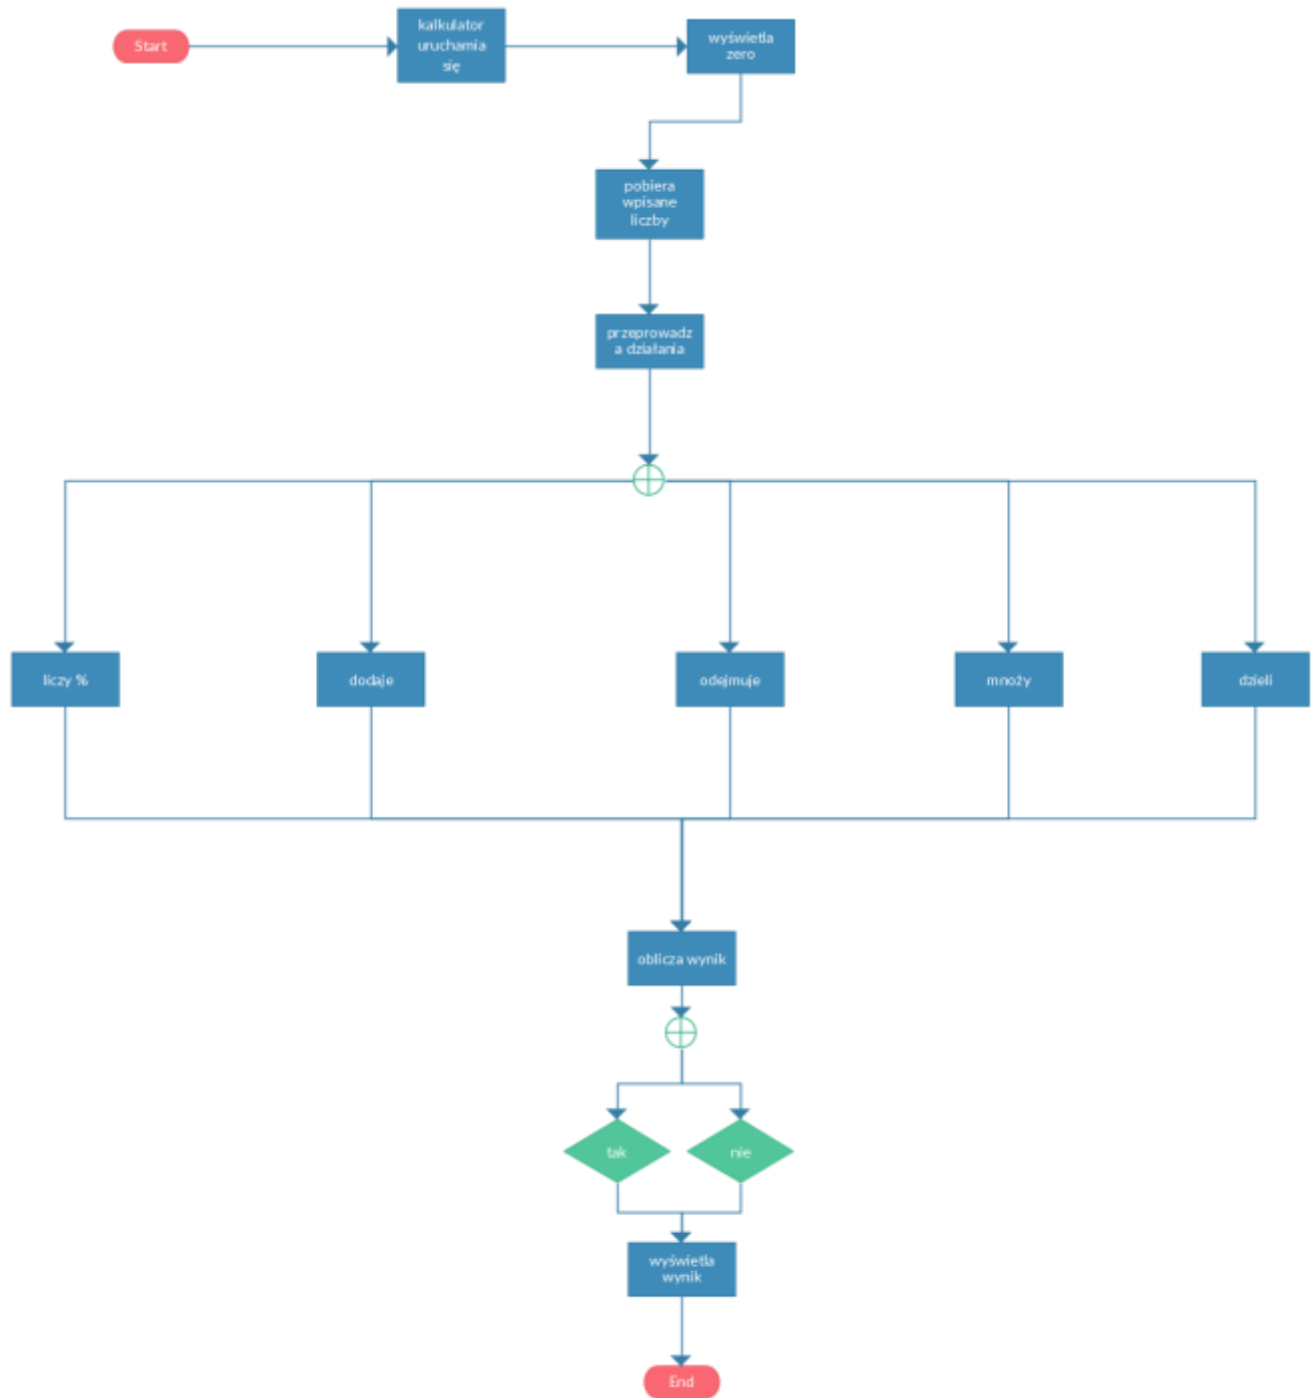 Start
kalkulator
uruchamia
się
wyświetla
zero
pobiera
wpisane
liczby
przeprowadz
a działania
liczy %
dodaje
odejmuje
mnoży
dzieli
oblicza wynik
tak
nie
wyświetla
wynik
End